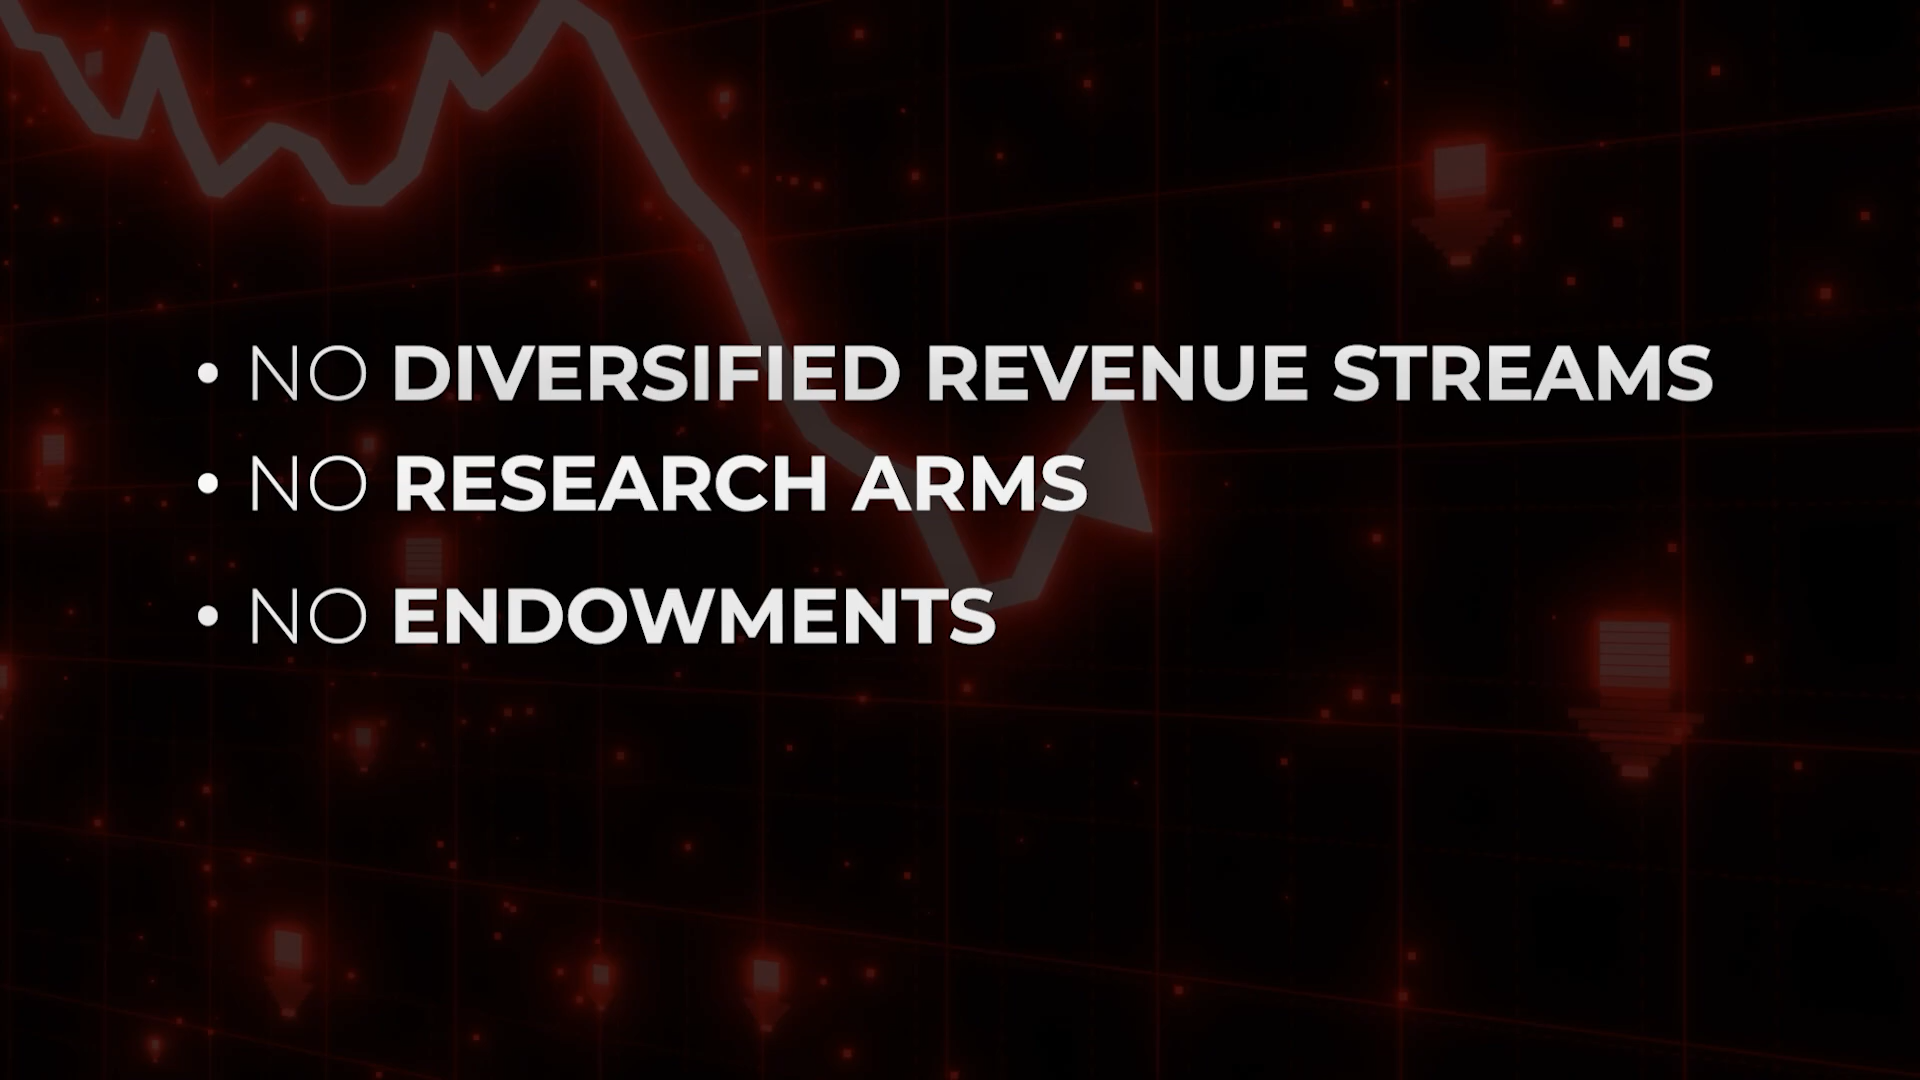 • NO DIVERSIFIED REVENUE STREAMS
• NO RESEARCH ARMS
• NO ENDOWMENTS